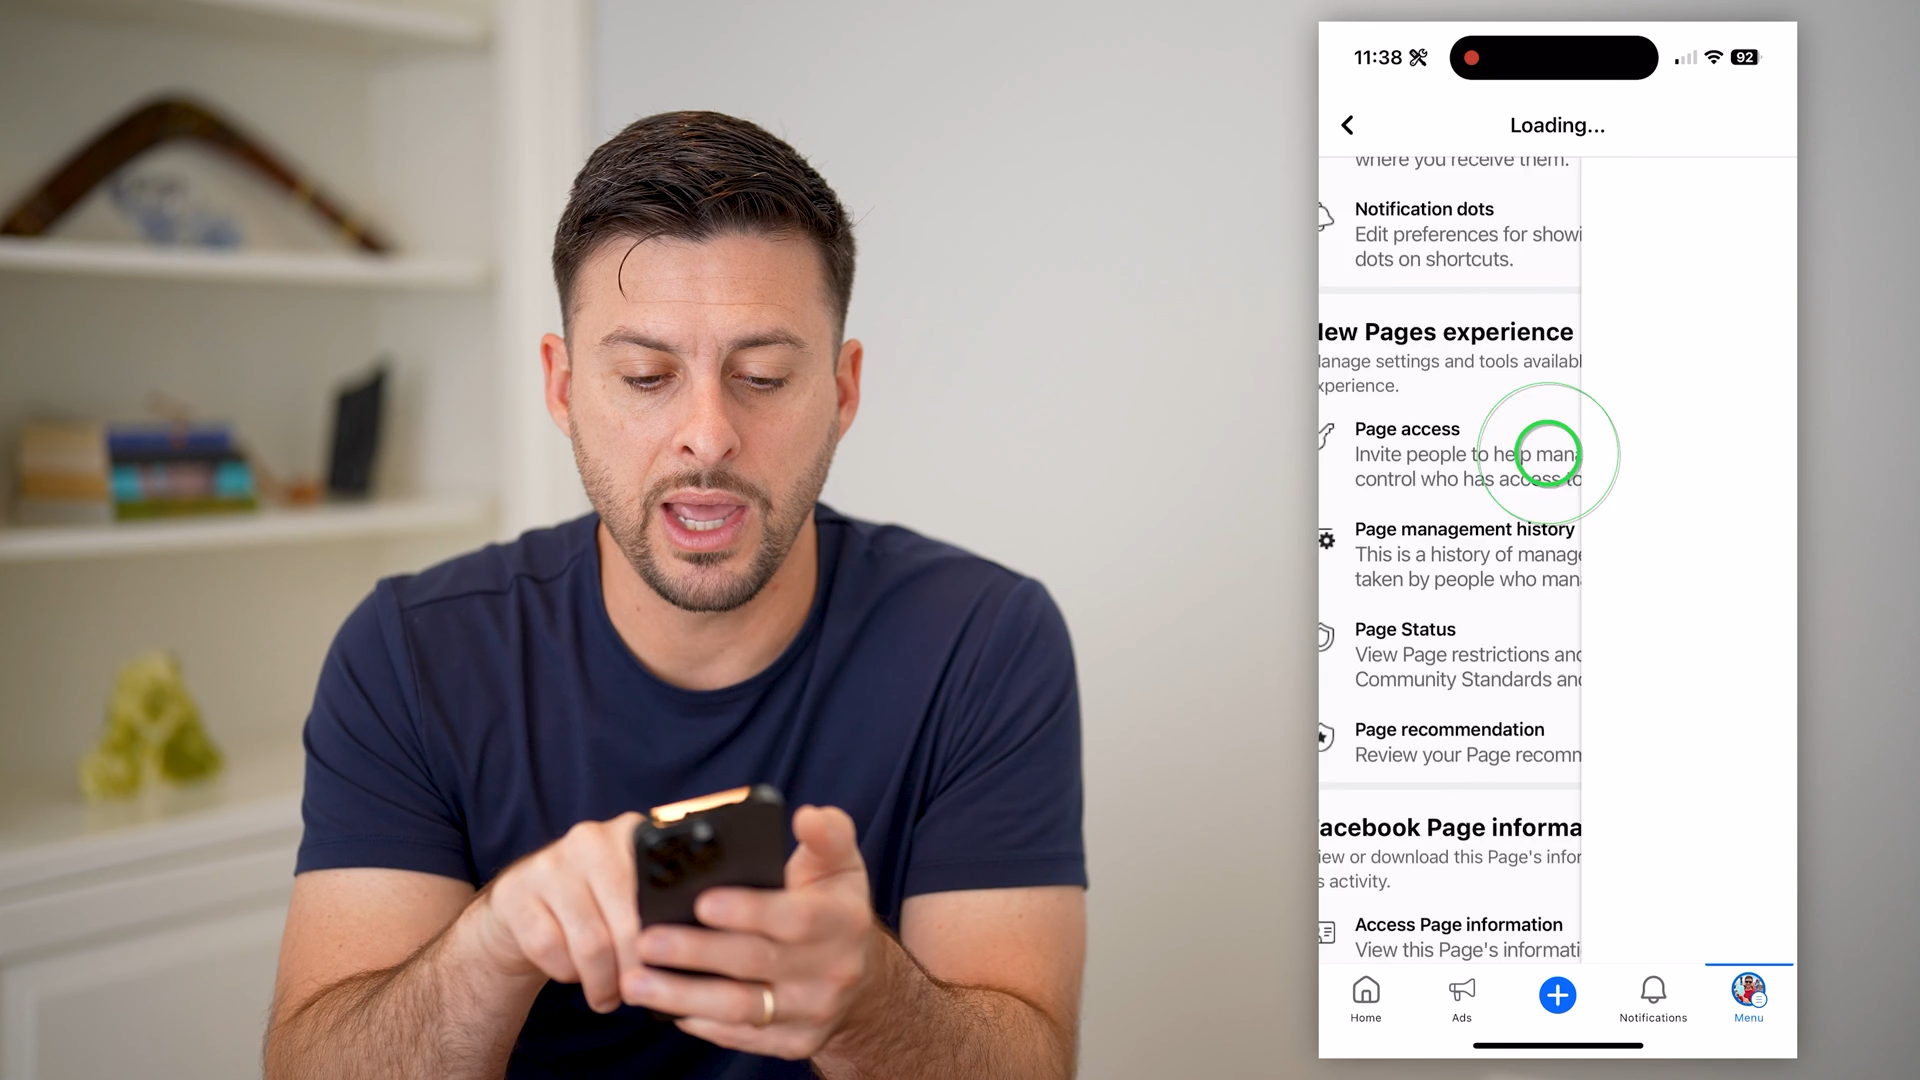 11:38
92
Loading...
where you receive them.
Notification dots
Edit preferences for showi
dots on shortcuts.
lew Pages experience
lanage settings and tools availabl
xperience.
Page access
Invite people to help mana
control who has access to
Page management history
This is a history of manage
taken by people who man
Page Status
View Page restrictions and
Community Standards and
Page recommendation
Review your Page recomm
acebook Page informa
iew or download this Page's infor
s activity.
Access Page information
View this Page's informati
Home
Ads
Notifications
Menu